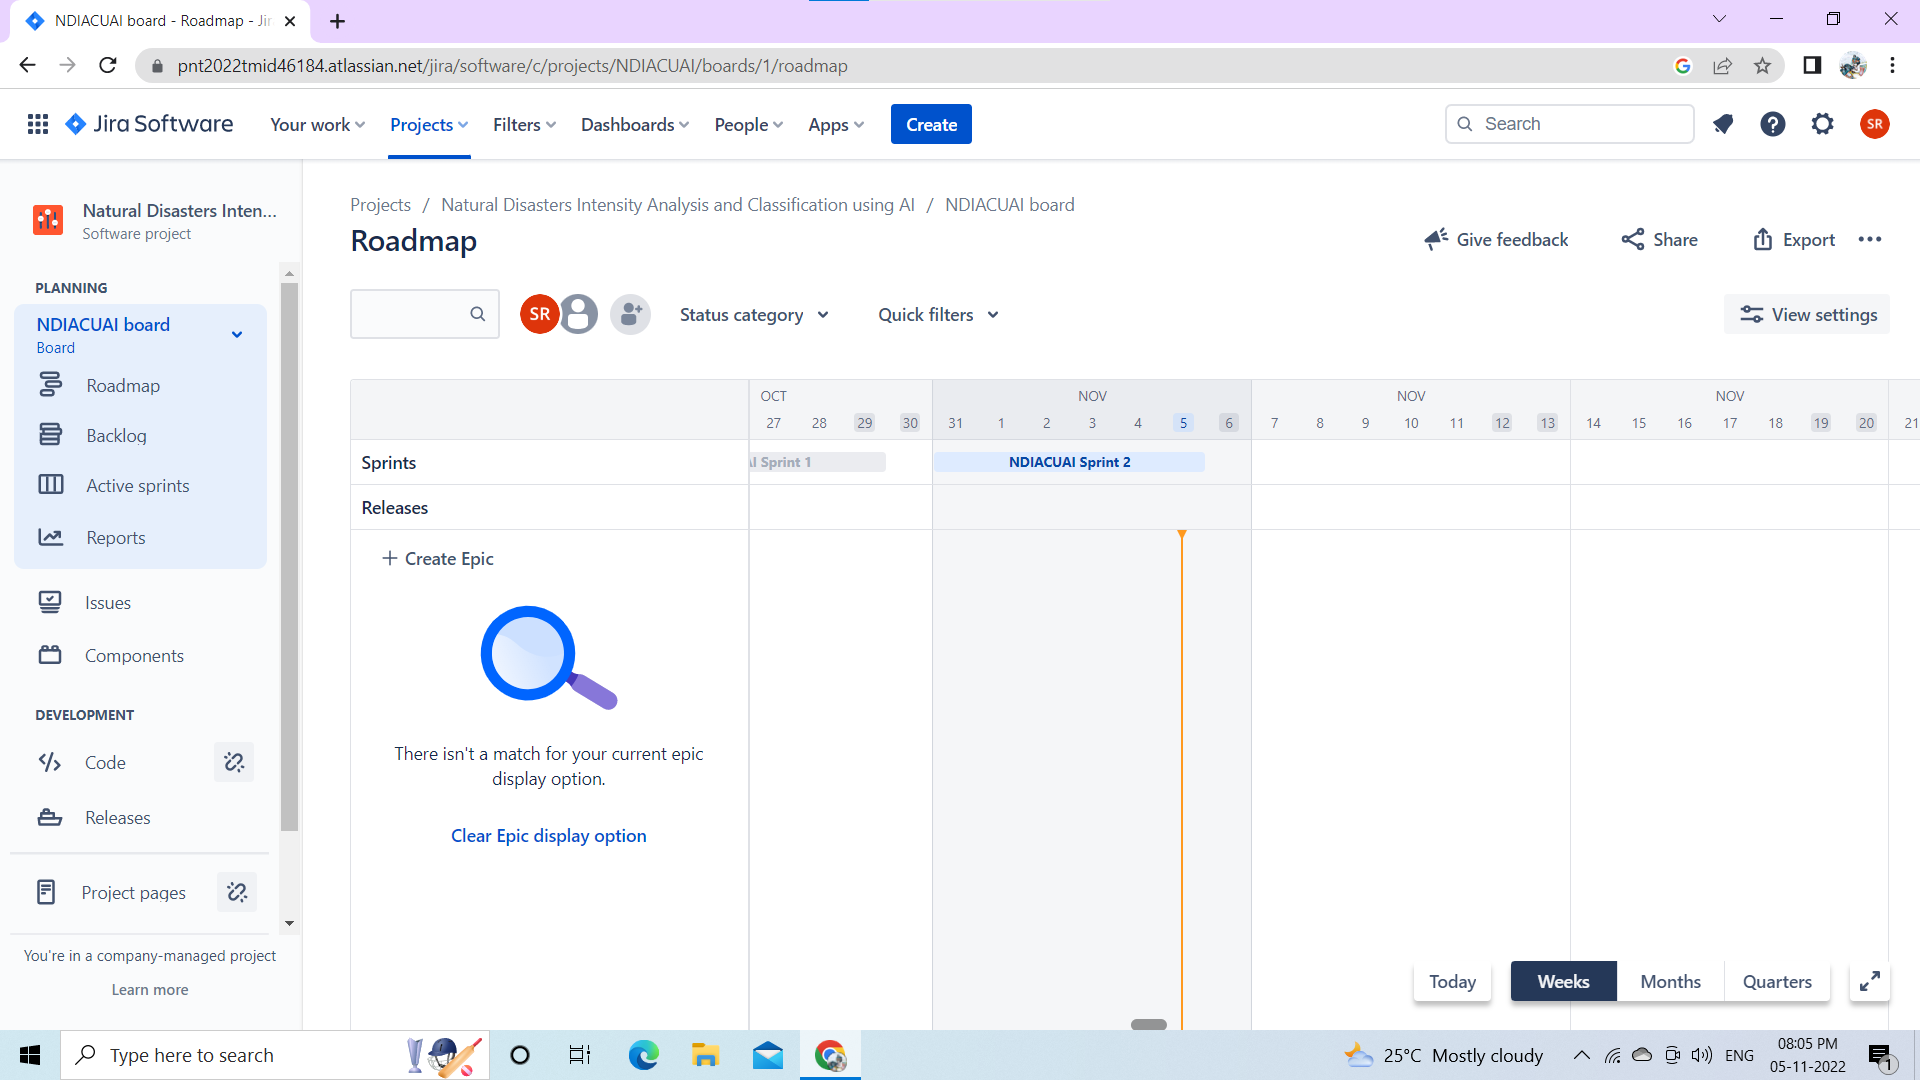 NDIACUAI board - Roadmap - Jir
pnt2022tmid46184.atlassian.net/jira/software/c/projects/NDIACUAI/boards/1/roadmap
Jira Software
Your work
Projects
Filters
Dashboards
People
Apps
Create
Search
SR
Natural Disasters Inten...
Software project
PLANNING
NDIACUAI board
Board
Roadmap
Backlog
Active sprints
Reports
Issues
Components
DEVELOPMENT
Code
Releases
Project pages
You're in a company-managed project
Learn more
Projects / Natural Disasters Intensity Analysis and Classification using AI / NDIACUAI board
Roadmap
Give feedback
Share
Export
SR
Status category
Quick filters
View settings
OCT NOV NOV NOV
27 28 29 30 31 1 2 3 4 5 6 7 8 9 10 11 12 13 14 15 16 17 18 19 20 21
Sprints
AI Sprint 1
NDIACUAI Sprint 2
Releases
+ Create Epic
There isn't a match for your current epic
display option.
Clear Epic display option
Today
Weeks
Months
Quarters
Type here to search
25°C Mostly cloudy
ENG
08:05 PM
05-11-2022
1